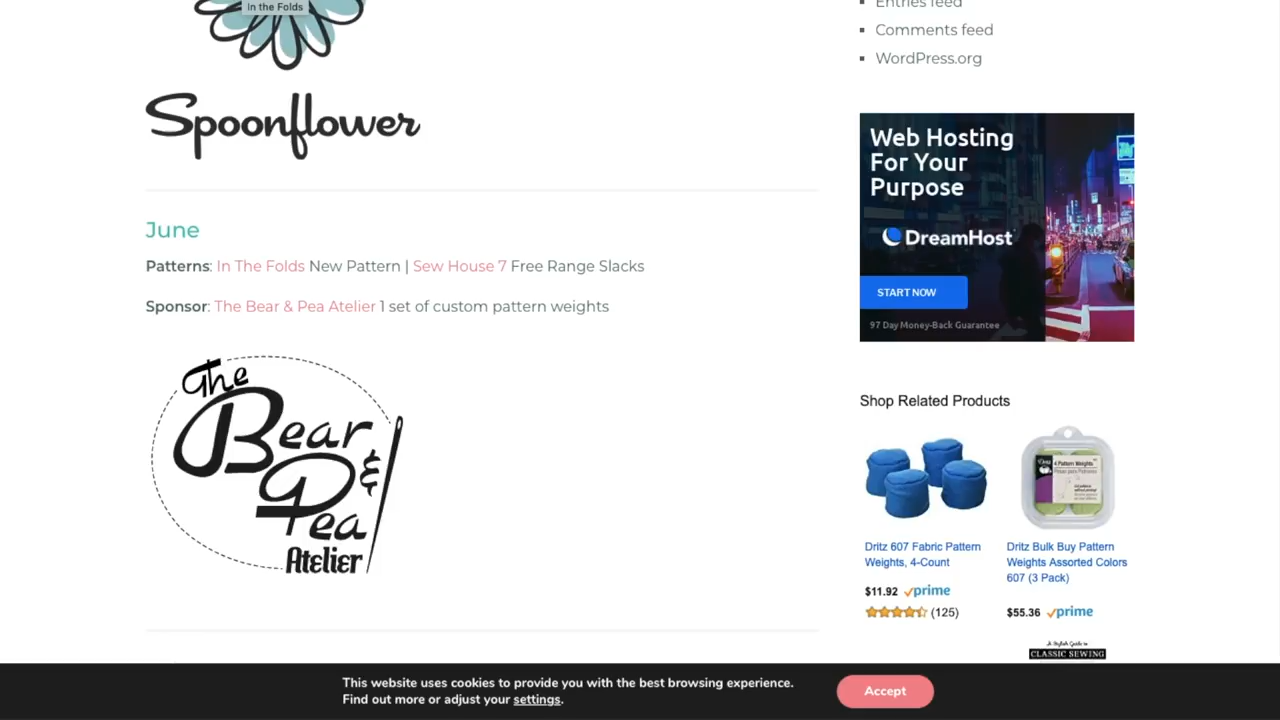 In the Folds
Spoonflower
June
Patterns: In The Folds New Pattern | Sew House 7 Free Range Slacks
Sponsor: The Bear & Pea Atelier 1 set of custom pattern weights
The
Bear
&
Pea
Atelier
Entries feed
Comments feed
WordPress.org
Web Hosting
For Your
Purpose
DreamHost
START NOW
97 Day Money-Back Guarantee
Shop Related Products
4 Pattern Weights
Dritz 607 Fabric Pattern
Weights, 4-Count
$11.92 prime
(125)
Dritz Bulk Buy Pattern
Weights Assorted Colors
607 (3 Pack)
$55.36 prime
CLASSIC SEWING
This website uses cookies to provide you with the best browsing experience.
Find out more or adjust your settings.
Accept